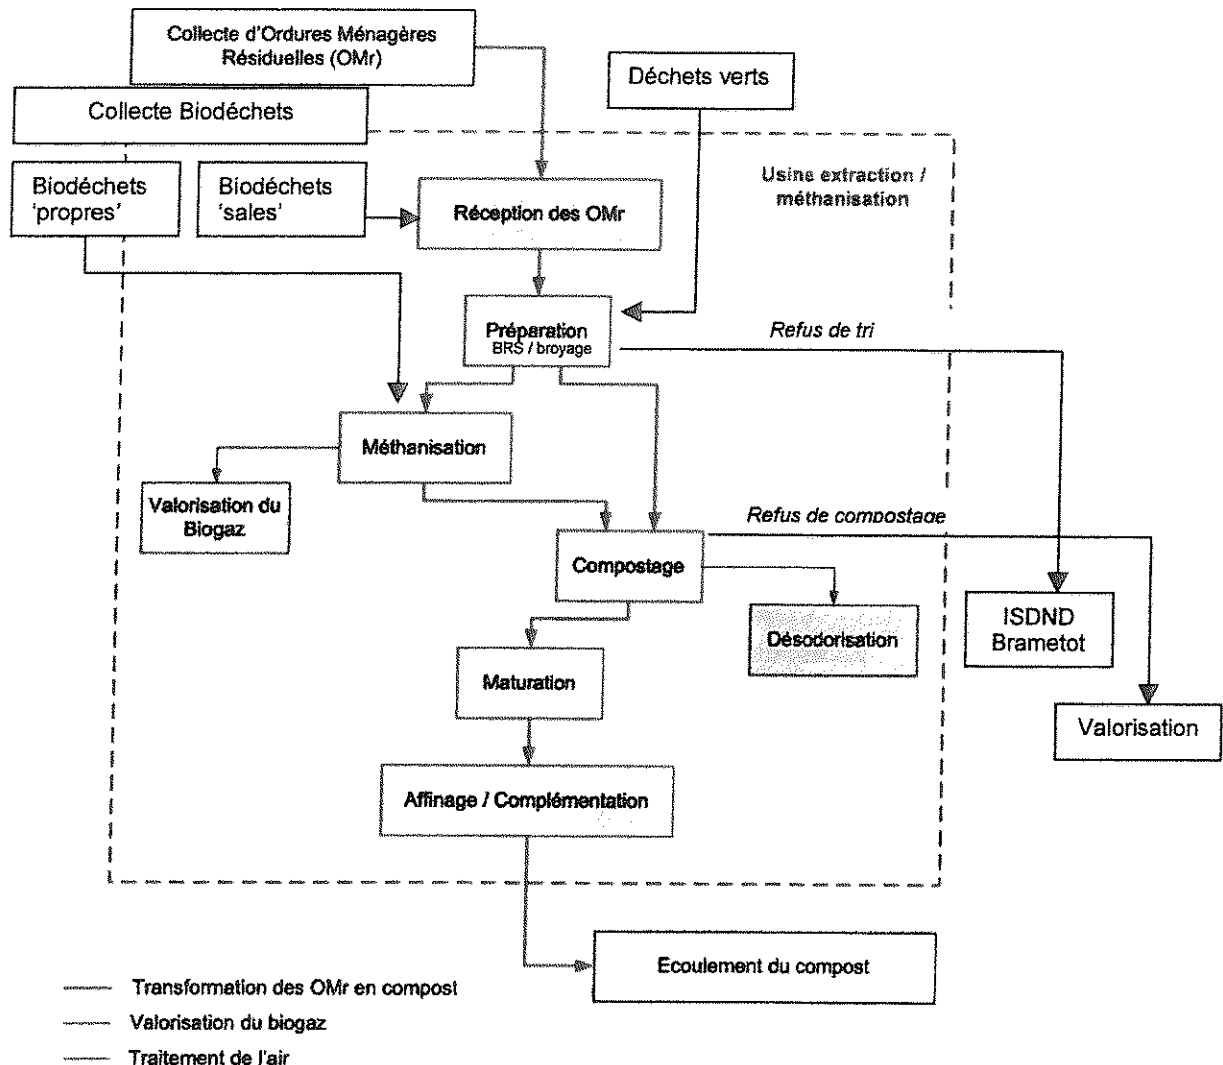 Collecte d'Ordures Ménagères
Résiduelles (OMr)
Déchets verts
Collecte Biodéchets
Usine extraction /
méthanisation
Biodéchets
'propres'
Biodéchets
'sales'
Réception des OMr
Préparation
BRS / broyage
Refus de tri
Méthanisation
Valorisation du
Biogaz
Refus de compostage
Compostage
Désodorisation
ISDND
Brametot
Maturation
Valorisation
Affinage / Complémentation
Ecoulement du compost
Transformation des OMr en compost
Valorisation du biogaz
Traitement de l'air